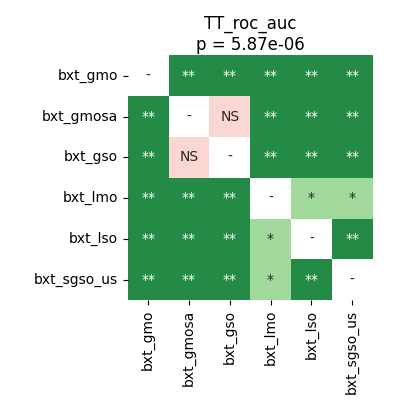 TT_roc_auc
p = 5.87e-06
bxt_gmo - ** ** ** ** **
bxt_gmosa ** - NS ** ** **
bxt_gso ** NS - ** ** **
bxt_lmo ** ** ** - * *
bxt_lso ** ** ** * - **
bxt_sgso_us ** ** ** * ** -
bxt_gmo
bxt_gmosa
bxt_gso
bxt_lmo
bxt_lso
bxt_sgso_us